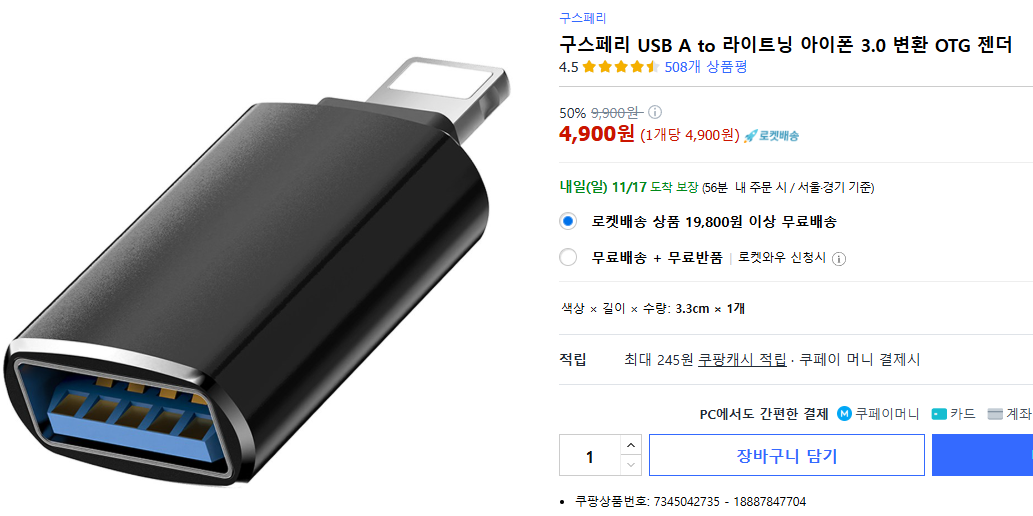 구스페리
구스페리 USB A to 라이트닝 아이폰 3.0 변환 OTG 젠더
4.5 508개 상품평
50% 9,900원
4,900원 (1개당 4,900원) 로켓배송
내일(일) 11/17 도착 보장 (56분 내 주문 시 / 서울·경기 기준)
로켓배송 상품 19,800원 이상 무료배송
무료배송 + 무료반품 | 로켓와우 신청시
색상 × 길이 × 수량: 3.3cm × 1개
적립 최대 245원 쿠팡캐시 적립 · 쿠페이 머니 결제시
PC에서도 간편한 결제 M 쿠페이머니 카드 계좌
1 장바구니 담기
• 쿠팡상품번호: 7345042735 - 18887847704